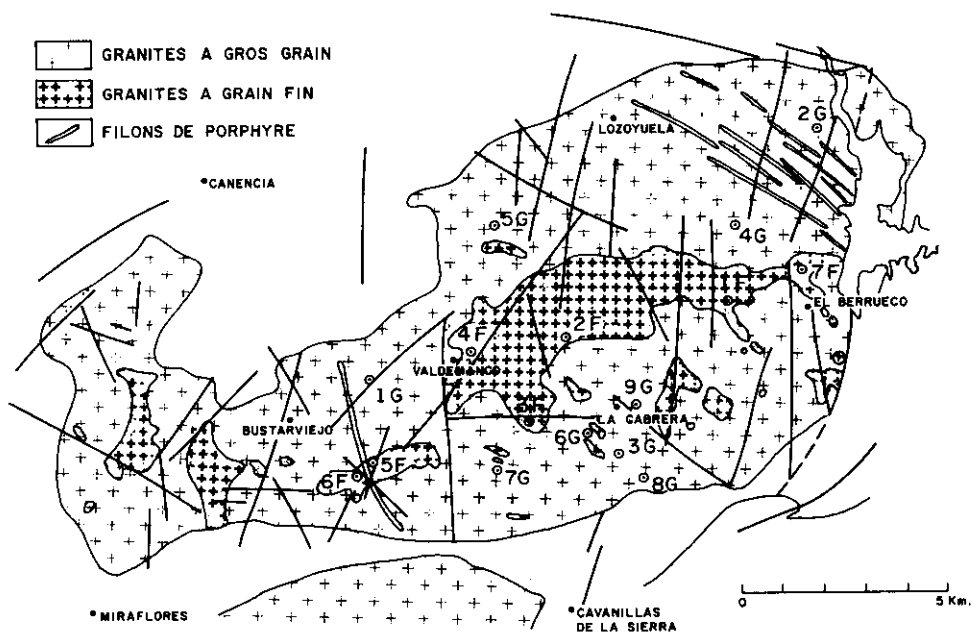 GRANITES A GROS GRAIN
GRANITES A GRAIN FIN
FILONS DE PORPHYRE
LOZOYUELA
2G
CANENCIA
5G
4G
7F
EL BERRUECO
2F
4F
VALDEMANCO
1G
9G
BUSTARVIEJO
LA CABRERA
6G
3G
5F
6F
7G
8G
0
5 Km.
MIRAFLORES
CAVANILLAS
DE LA SIERRA